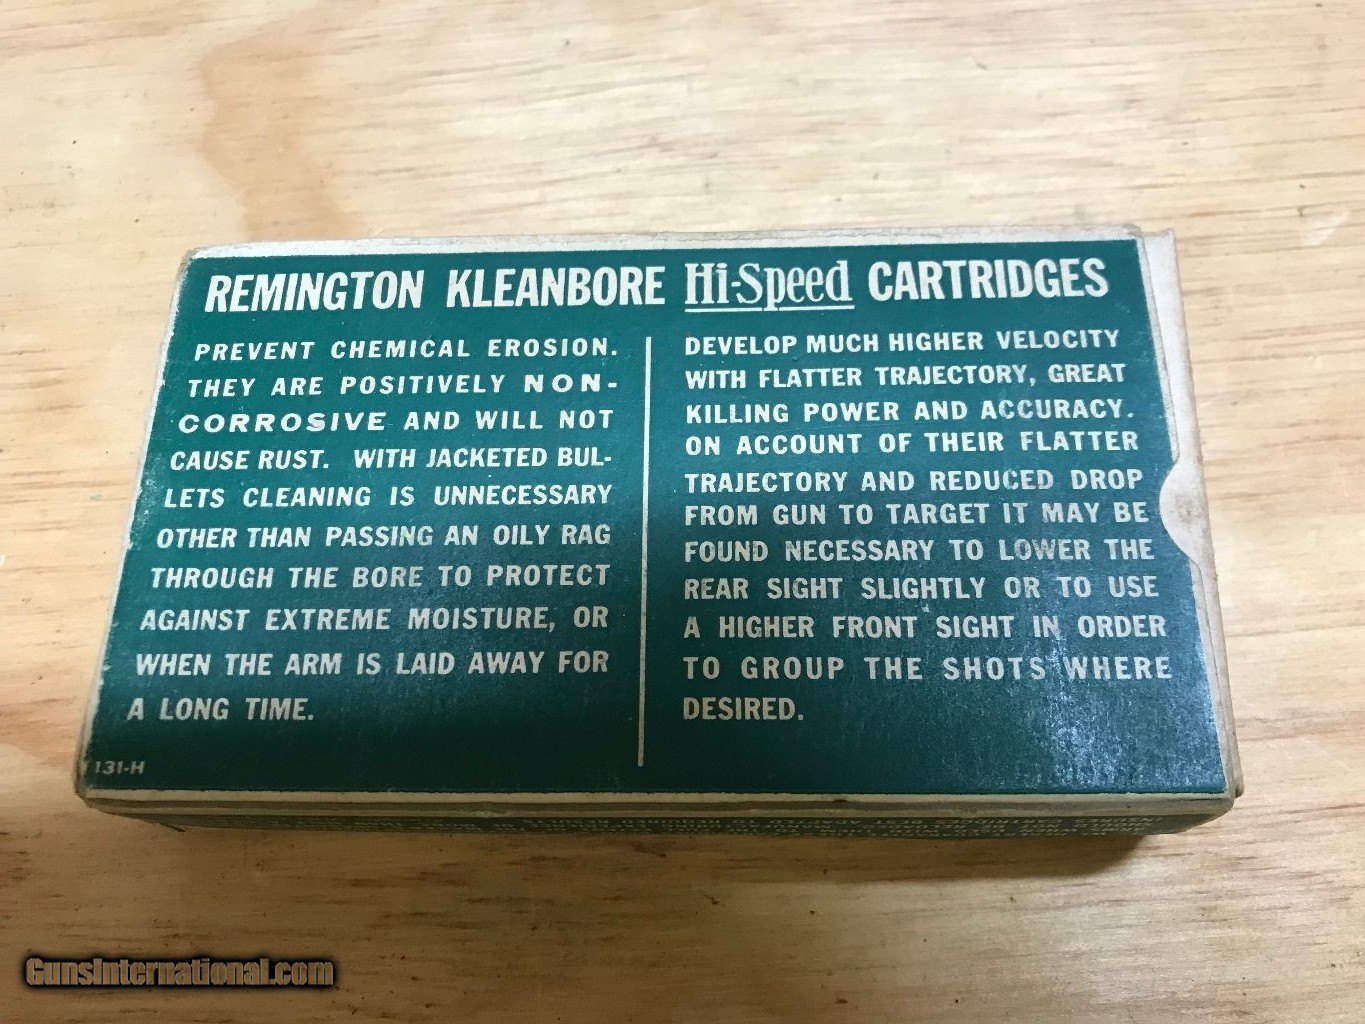 REMINGTON KLEANBORE Hi-Speed CARTRIDGES
PREVENT CHEMICAL EROSION.
THEY ARE POSITIVELY NON-
CORROSIVE AND WILL NOT
CAUSE RUST. WITH JACKETED BUL-
LETS CLEANING IS UNNECESSARY
OTHER THAN PASSING AN OILY RAG
THROUGH THE BORE TO PROTECT
AGAINST EXTREME MOISTURE, OR
WHEN THE ARM IS LAID AWAY FOR
A LONG TIME.
131-H
DEVELOP MUCH HIGHER VELOCITY
WITH FLATTER TRAJECTORY, GREAT
KILLING POWER AND ACCURACY.
ON ACCOUNT OF THEIR FLATTER
TRAJECTORY AND REDUCED DROP
FROM GUN TO TARGET IT MAY BE
FOUND NECESSARY TO LOWER THE
REAR SIGHT SLIGHTLY OR TO USE
A HIGHER FRONT SIGHT IN ORDER
TO GROUP THE SHOTS WHERE
DESIRED.
GunsInternational.com